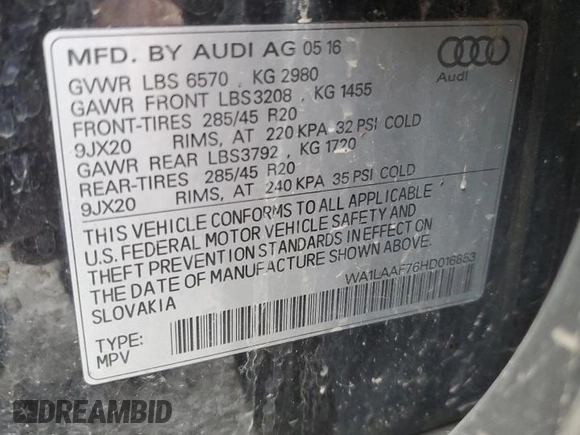 MFD. BY AUDI AG 05 16
GVWR LBS 6570 , KG 2980
GAWR FRONT LBS3208 , KG 1455
FRONT-TIRES 285/45 R20
9JX20 RIMS, AT 220 KPA 32 PSI COLD
GAWR REAR LBS3792 , KG 1720
REAR-TIRES 285/45 R20
9JX20 RIMS, AT 240 KPA 35 PSI COLD
THIS VEHICLE CONFORMS TO ALL APPLICABLE
U.S. FEDERAL MOTOR VEHICLE SAFETY AND
THEFT PREVENTION STANDARDS IN EFFECT ON
THE DATE OF MANUFACTURE SHOWN ABOVE.
SLOVAKIA
WA1LAAF76HD016853
TYPE:
MPV
Audi
DREAMBID